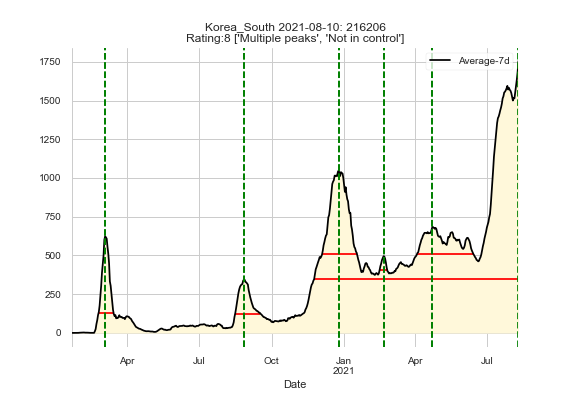 Korea_South 2021-08-10: 216206
Rating:8 ['Multiple peaks', 'Not in control']
Average-7d
1750
1500
1250
1000
750
500
250
0
Apr Jul Oct Jan Apr Jul
2021
Date